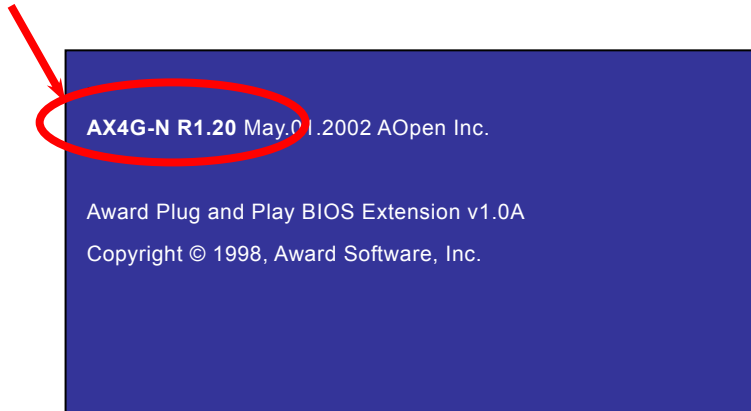 AX4G-N R1.20 May.01.2002 AOpen Inc.
Award Plug and Play BIOS Extension v1.0A
Copyright © 1998, Award Software, Inc.